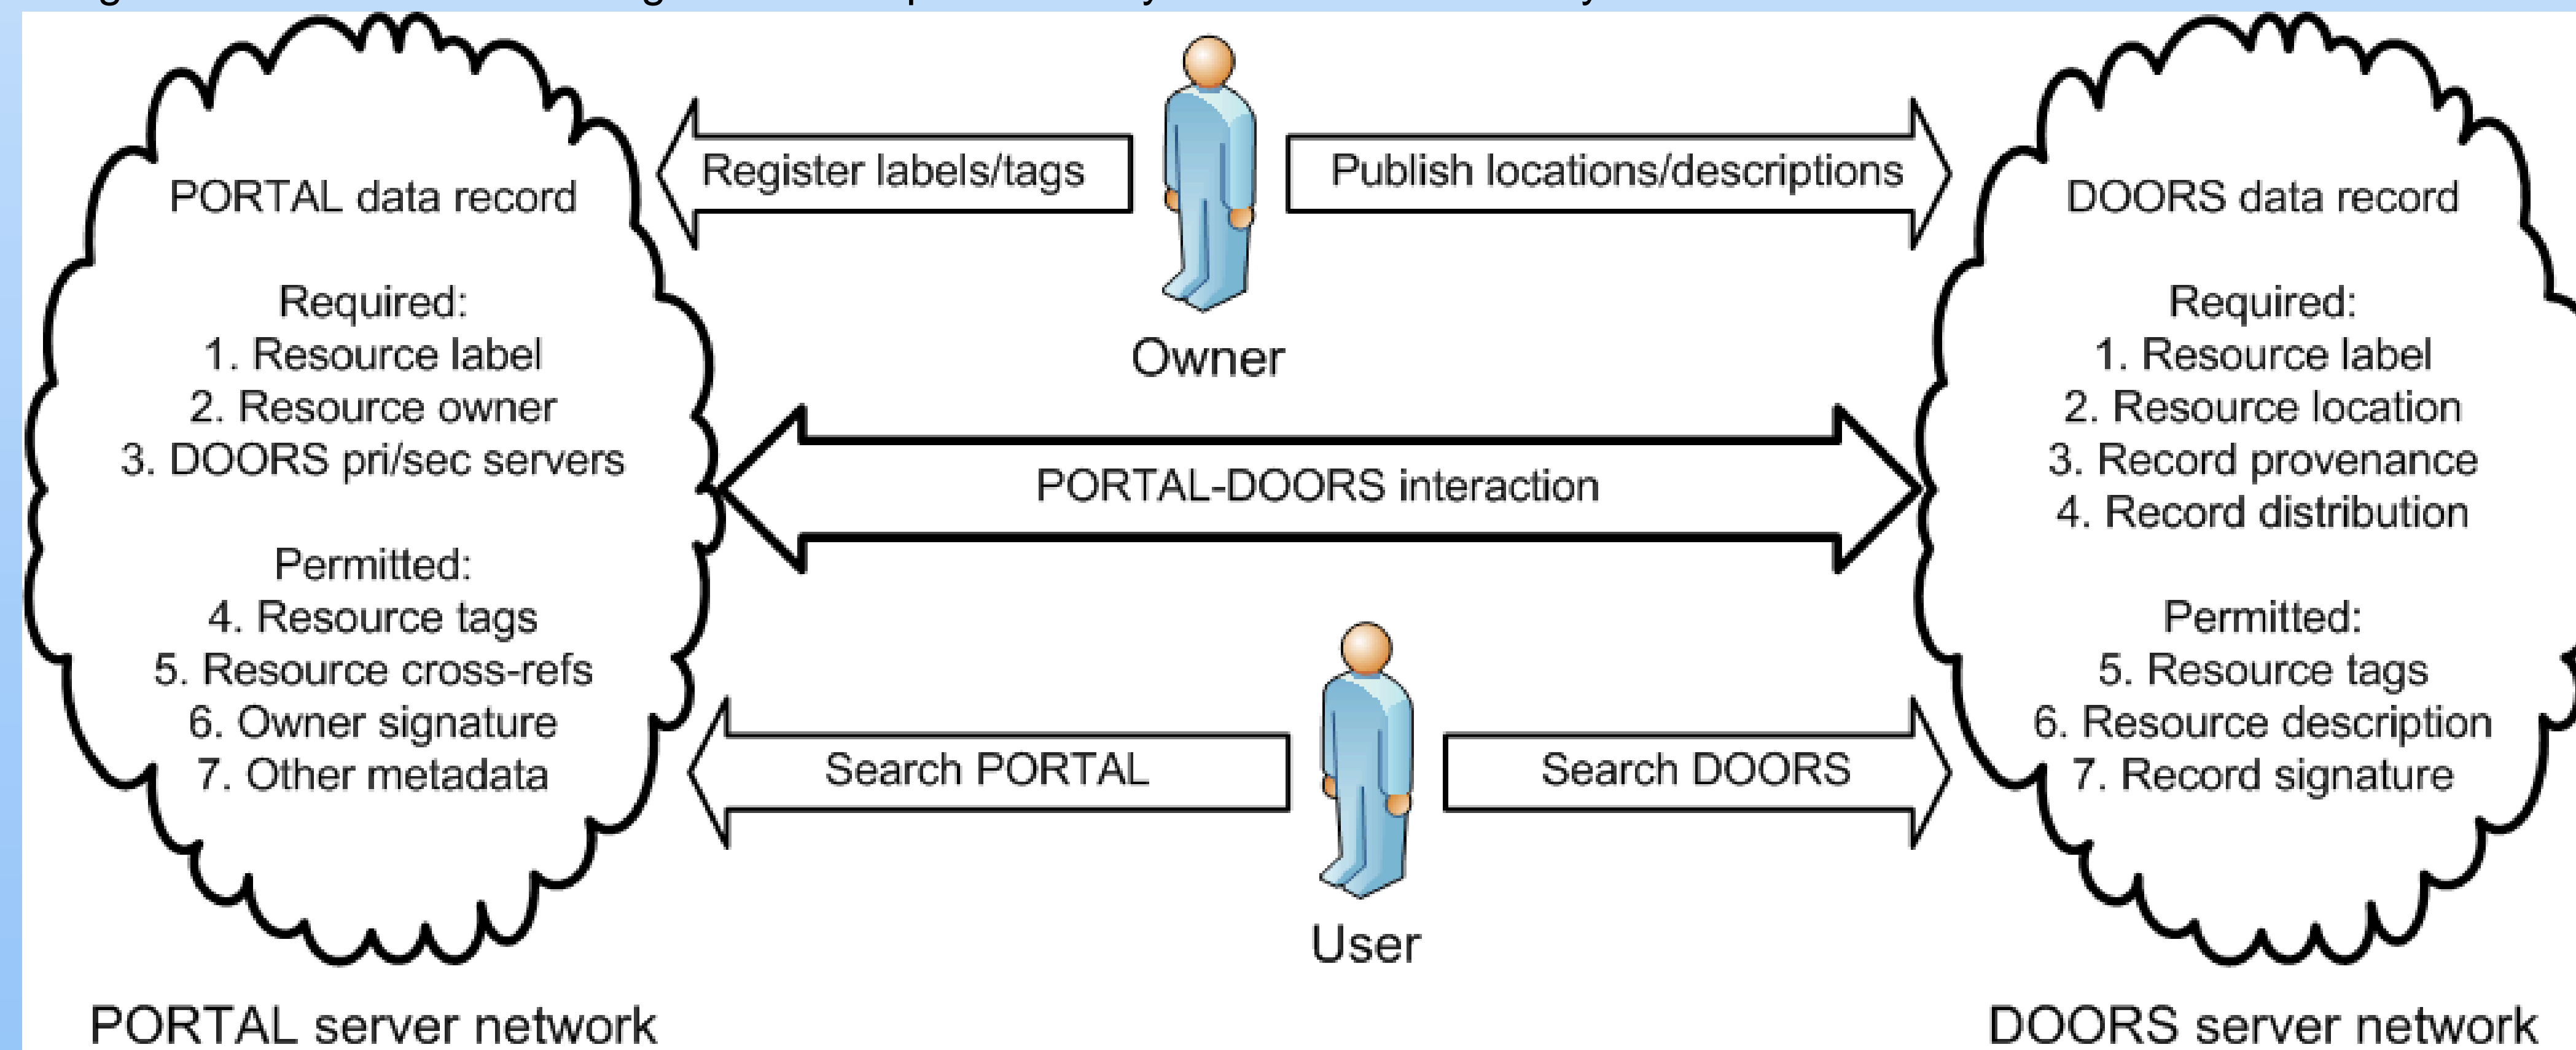 PORTAL data record
Required:
1. Resource label
2. Resource owner
3. DOORS pri/sec servers
Permitted:
4. Resource tags
5. Resource cross-refs
6. Owner signature
7. Other metadata
PORTAL server network
Register labels/tags
Publish locations/descriptions
Owner
PORTAL-DOORS interaction
Search PORTAL
Search DOORS
User
DOORS data record
Required:
1. Resource label
2. Resource location
3. Record provenance
4. Record distribution
Permitted:
5. Resource tags
6. Resource description
7. Record signature
DOORS server network